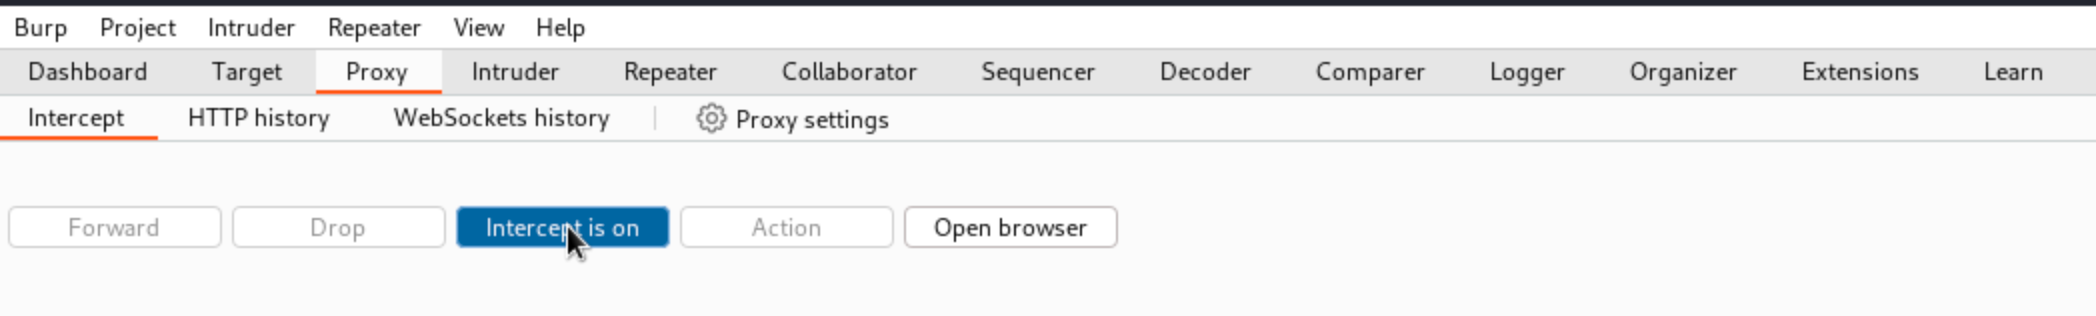 Burp Project Intruder Repeater View Help
Dashboard Target Proxy Intruder Repeater Collaborator Sequencer Decoder Comparer Logger Organizer Extensions Learn
Intercept HTTP history WebSockets history Proxy settings
Forward Drop Intercept is on Action Open browser